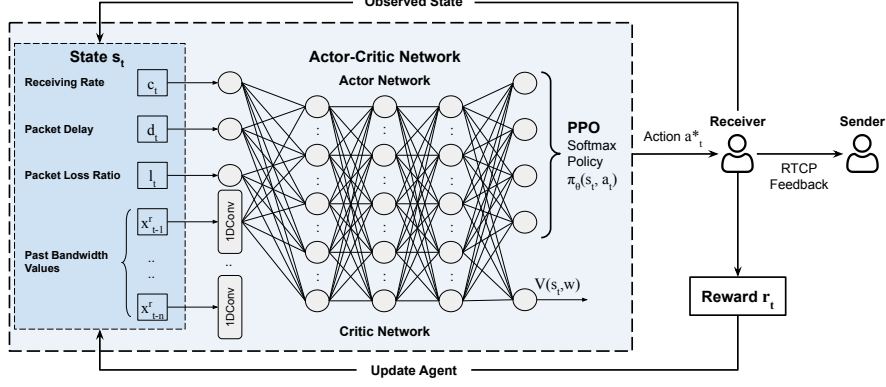 Observed State
State s_t
Actor-Critic Network
Actor Network
Receiving Rate
c_t
Packet Delay
d_t
Packet Loss Ratio
l_t
Past Bandwidth
Values
x^r_t-1
..
..
x^r_t-n
1DConv
..
1DConv
PPO
Softmax
Policy
π_θ(s_t, a_t)
V(s_t,w)
Critic Network
Action a*_t
Receiver
Sender
RTCP
Feedback
Reward r_t
Update Agent